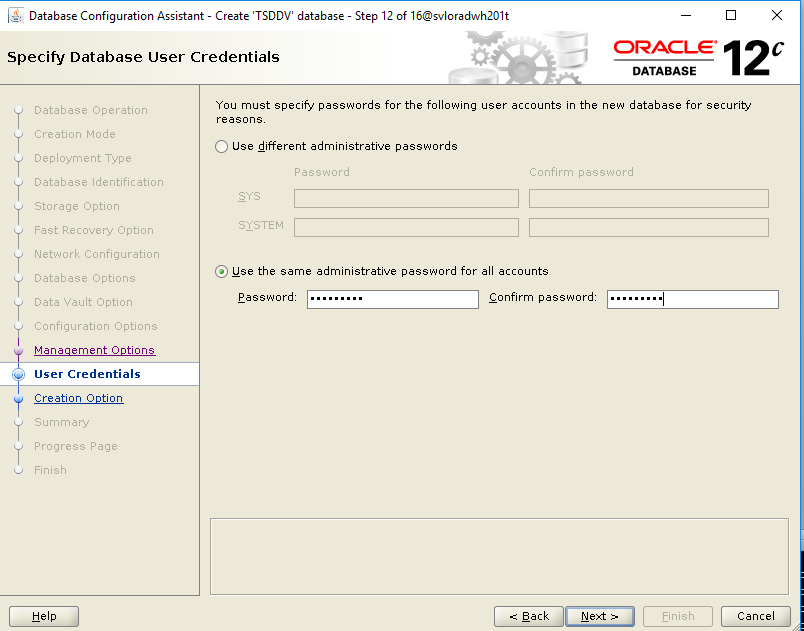 Database Configuration Assistant - Create 'TSDDV' database - Step 12 of 16@svloradwh201t
Specify Database User Credentials
ORACLE®
DATABASE
12c
Database Operation
Creation Mode
Deployment Type
Database Identification
Storage Option
Fast Recovery Option
Network Configuration
Database Options
Data Vault Option
Configuration Options
Management Options
User Credentials
Creation Option
Summary
Progress Page
Finish
You must specify passwords for the following user accounts in the new database for security
reasons.
Use different administrative passwords
Password Confirm password
SYS
SYSTEM
Use the same administrative password for all accounts
Password: ••••••••• Confirm password: •••••••••
Help < Back Next > Finish Cancel